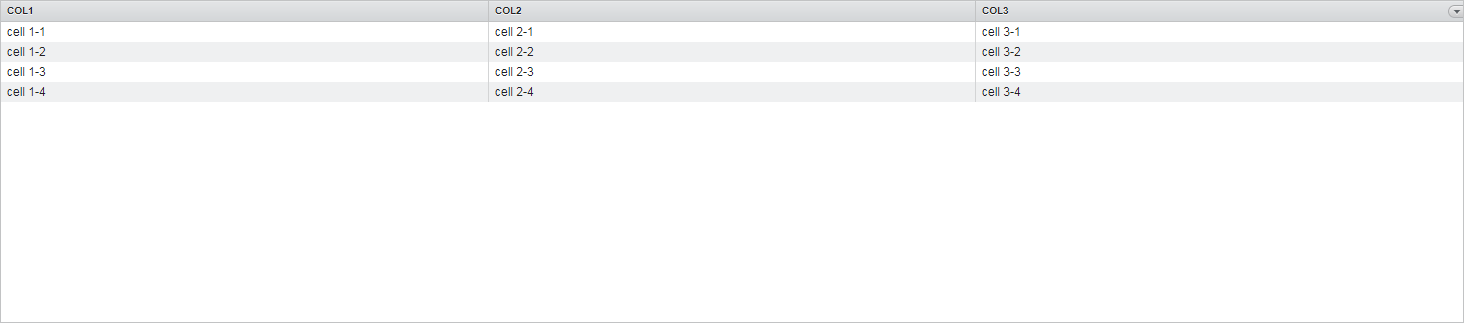 COL1 COL2 COL3
cell 1-1 cell 2-1 cell 3-1
cell 1-2 cell 2-2 cell 3-2
cell 1-3 cell 2-3 cell 3-3
cell 1-4 cell 2-4 cell 3-4